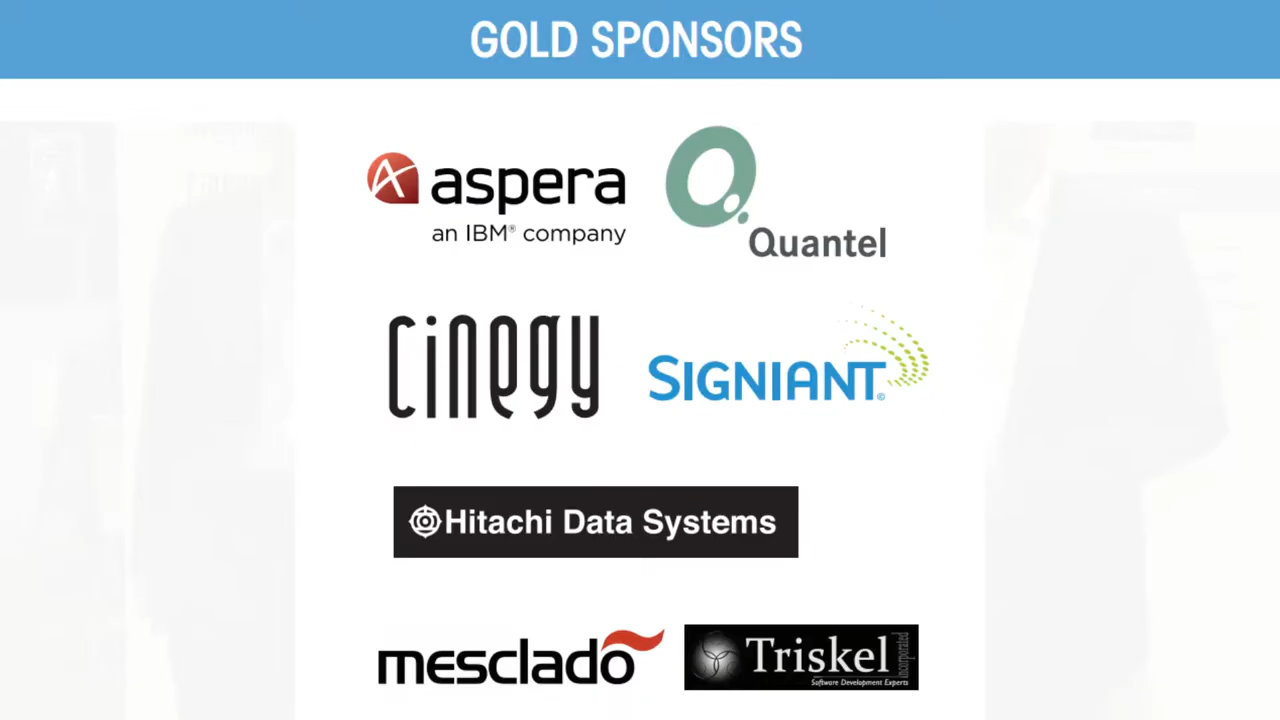 GOLD SPONSORS
aspera
an IBM® company
Quantel
cinegy
SIGNIANT©
Hitachi Data Systems
mesclado
Triskel
incorporated
Software Development Experts